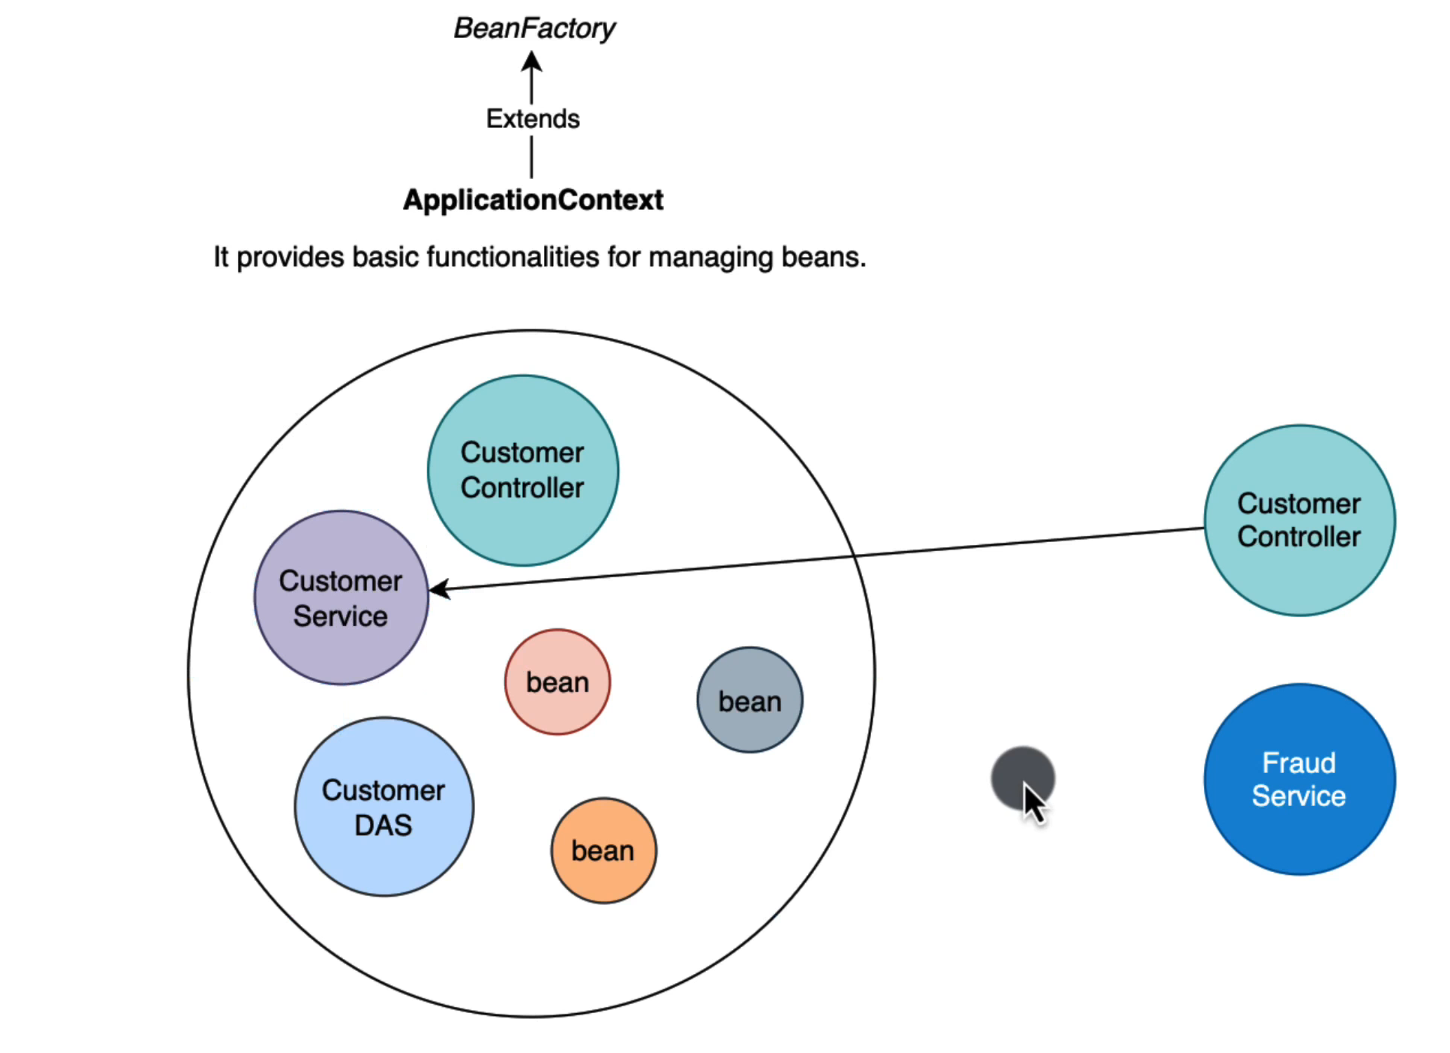 BeanFactory
Extends
ApplicationContext
It provides basic functionalities for managing beans.
Customer
Controller
Customer
Service
bean
bean
Customer
DAS
bean
Customer
Controller
Fraud
Service